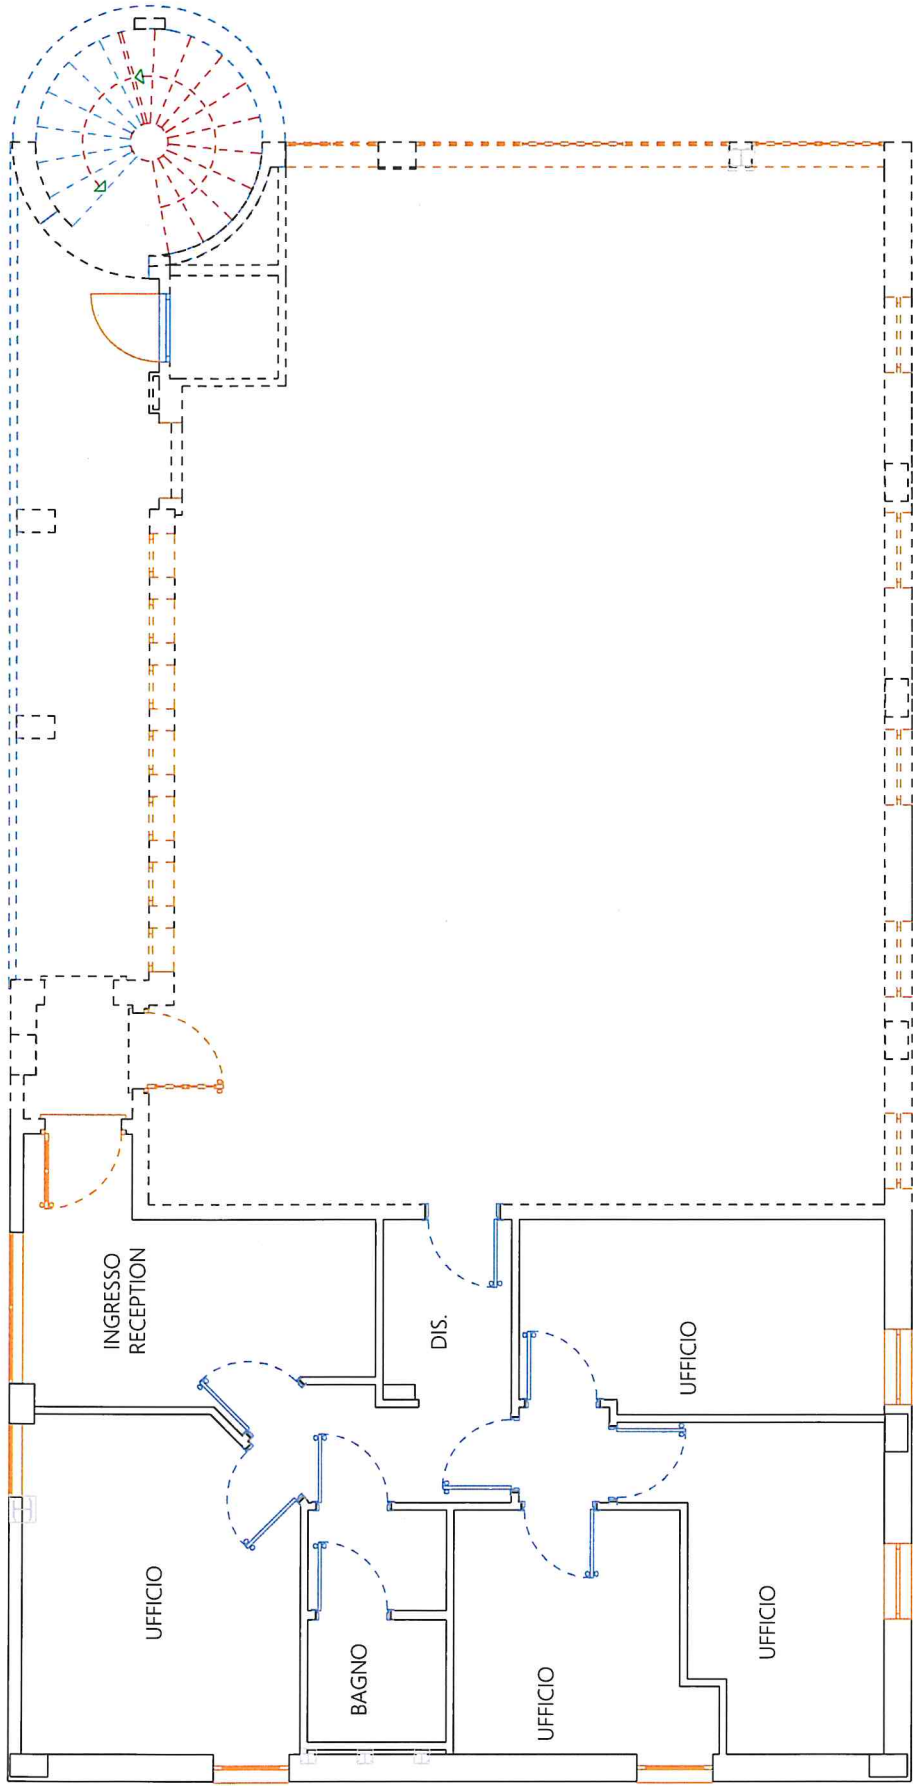 INGRESSO
RECEPTION
DIS.
UFFICIO
UFFICIO
BAGNO
UFFICIO
UFFICIO